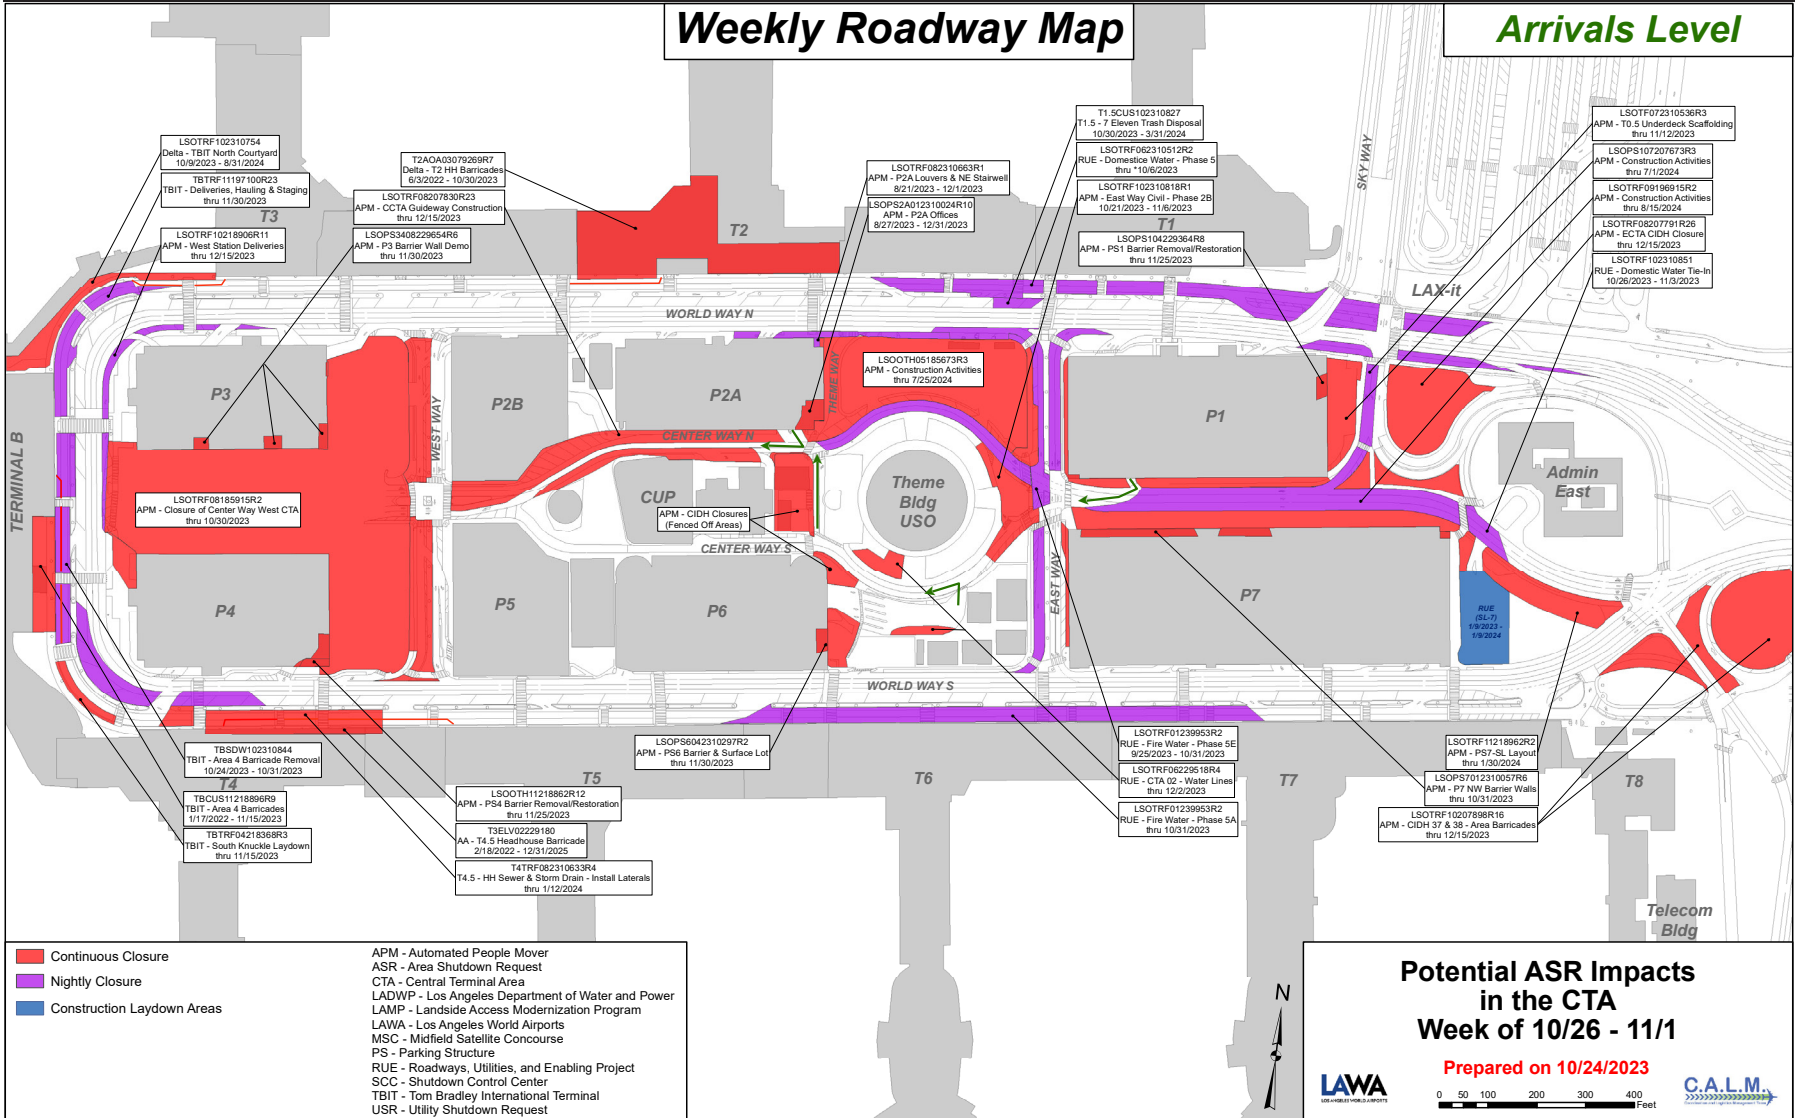 Weekly Roadway Map
Arrivals Level
LSOTRF102310754
Delta - TBIT North Courtyard
10/9/2023 - 8/31/2024
TBTRF11197100R23
TBIT - Deliveries, Hauling & Staging
thru 11/30/2023
T3
LSOTRF10218906R11
APM - West Station Deliveries
thru 12/15/2023
T2AOA03079269R7
Delta - T2 HH Barricades
6/3/2022 - 10/30/2023
LSOTRF08207830R23
APM - CCTA Guideway Construction
thru 12/15/2023
LSOPS3408229654R6
APM - P3 Barrier Wall Demo
thru 11/30/2023
T2
LSOTRF082310663R1
APM - P2A Louvers & NE Stairwell
8/21/2023 - 12/1/2023
LSOPS2A012310024R10
APM - P2A Offices
8/27/2023 - 12/31/2023
T1.5CUS102310827
T1.5 - 7 Eleven Trash Disposal
10/30/2023 - 3/31/2024
LSOTRF062310512R2
RUE - Domestice Water - Phase 5
thru *10/6/2023
LSOTRF102310818R1
APM - East Way Civil - Phase 2B
10/21/2023 - 11/6/2023
T1
LSOPS104229364R8
APM - PS1 Barrier Removal/Restoration
thru 11/25/2023
SKY WAY
LAX-it
LSOTF072310536R3
APM - T0.5 Underdeck Scaffolding
thru 11/12/2023
LSOPS107207673R3
APM - Construction Activities
thru 7/1/2024
LSOTRF09196915R2
APM - Construction Activities
thru 8/15/2024
LSOTRF08207791R26
APM - ECTA CIDH Closure
thru 12/15/2023
LSOTRF102310851
RUE - Domestic Water Tie-In
10/26/2023 - 11/3/2023
WORLD WAY N
LSOOTH05185673R3
APM - Construction Activities
thru 7/25/2024
P3
P2B
P2A
THEME WAY
P1
WEST WAY
CENTER WAY N
TERMINAL B
LSOTRF08185915R2
APM - Closure of Center Way West CTA
thru 10/30/2023
CUP
APM - CIDH Closures
(Fenced Off Areas)
Theme
Bldg
USO
Admin
East
CENTER WAY S
EAST WAY
P4
P5
P6
P7
RUE
(SL-7)
1/9/2023 -
1/9/2024
WORLD WAY S
TBSDW102310844
TBIT - Area 4 Barricade Removal
10/24/2023 - 10/31/2023
T4
TBCUS11218896R9
TBIT - Area 4 Barricades
1/17/2022 - 11/15/2023
TBTRF04218368R3
TBIT - South Knuckle Laydown
thru 11/15/2023
LSOOTH11218862R12
APM - PS4 Barrier Removal/Restoration
thru 11/25/2023
T3ELV02229180
AA - T4.5 Headhouse Barricade
2/18/2022 - 12/31/2025
T4TRF082310633R4
T4.5 - HH Sewer & Storm Drain - Install Laterals
thru 1/12/2024
T5
LSOPS6042310297R2
APM - PS6 Barrier & Surface Lot
thru 11/30/2023
T6
LSOTRF01239953R2
RUE - Fire Water - Phase 5E
9/25/2023 - 10/31/2023
LSOTRF06229518R4
RUE - CTA 02 - Water Lines
thru 12/2/2023
LSOTRF01239953R2
RUE - Fire Water - Phase 5A
thru 10/31/2023
T7
LSOTRF11218962R2
APM - PS7-SL Layout
thru 1/30/2024
LSOPS7012310057R6
APM - P7 NW Barrier Walls
thru 10/31/2023
LSOTRF10207898R16
APM - CIDH 37 & 38 - Area Barricades
thru 12/15/2023
T8
Telecom
Bldg
Continuous Closure
Nightly Closure
Construction Laydown Areas
APM - Automated People Mover
ASR - Area Shutdown Request
CTA - Central Terminal Area
LADWP - Los Angeles Department of Water and Power
LAMP - Landside Access Modernization Program
LAWA - Los Angeles World Airports
MSC - Midfield Satellite Concourse
PS - Parking Structure
RUE - Roadways, Utilities, and Enabling Project
SCC - Shutdown Control Center
TBIT - Tom Bradley International Terminal
USR - Utility Shutdown Request
N
Potential ASR Impacts
in the CTA
Week of 10/26 - 11/1
Prepared on 10/24/2023
LAWA
LOS ANGELES WORLD AIRPORTS
0 50 100 200 300 400
Feet
C.A.L.M.